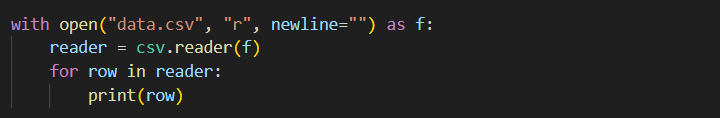 with open("data.csv", "r", newline="") as f:
    reader = csv.reader(f)
    for row in reader:
        print(row)